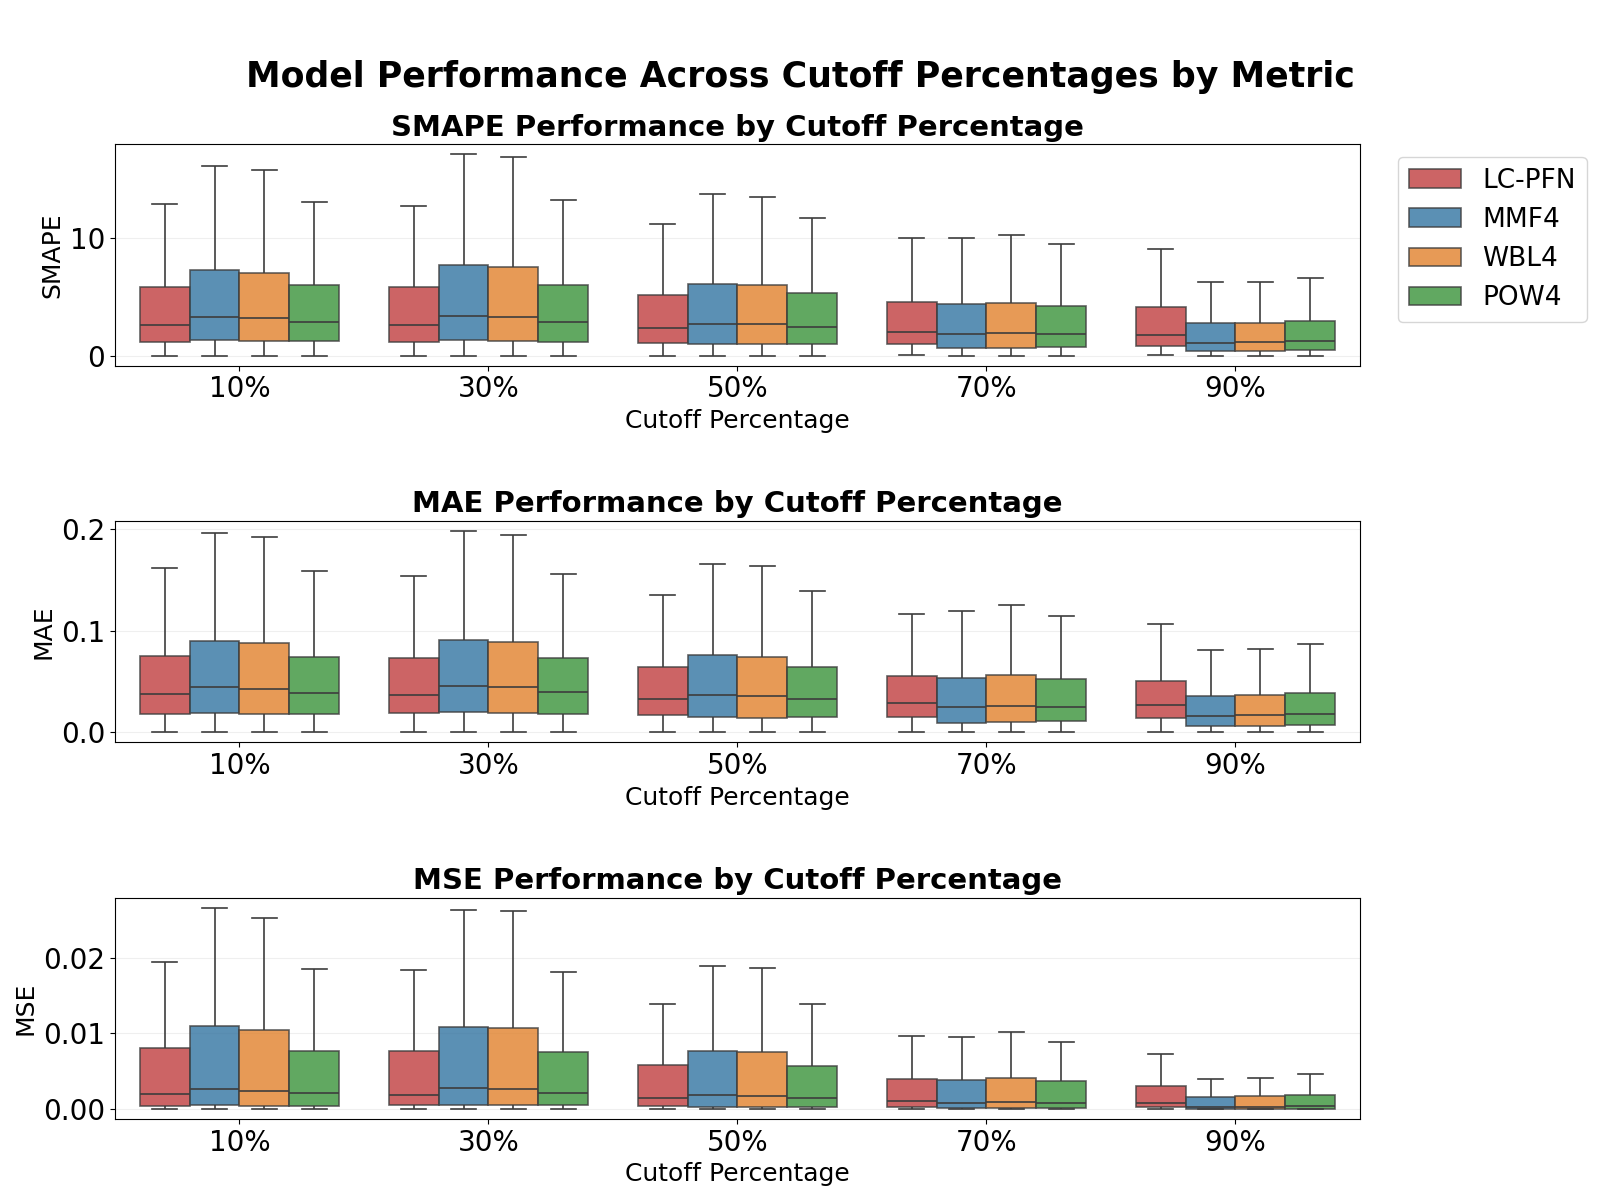 Model Performance Across Cutoff Percentages by Metric
SMAPE Performance by Cutoff Percentage
SMAPE
10
0
10% 30% 50% 70% 90%
Cutoff Percentage
LC-PFN
MMF4
WBL4
POW4
MAE Performance by Cutoff Percentage
MAE
0.2
0.1
0.0
10% 30% 50% 70% 90%
Cutoff Percentage
MSE Performance by Cutoff Percentage
MSE
0.02
0.01
0.00
10% 30% 50% 70% 90%
Cutoff Percentage